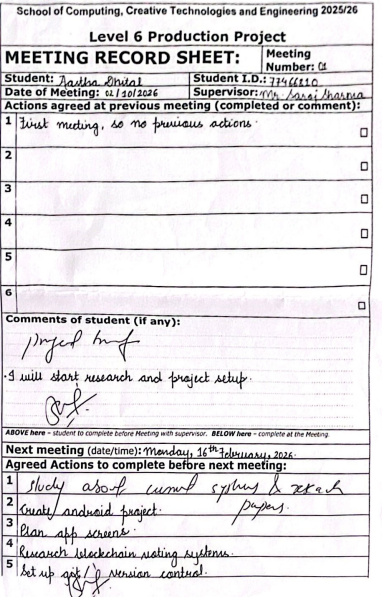 School of Computing, Creative Technologies and Engineering 2025/26
Level 6 Production Project
MEETING RECORD SHEET:
Meeting Number: 01
Student: Aastha Dhital
Student I.D.: 77466210
Date of Meeting: 02/10/2026
Supervisor: Mr. Saroj Sharma
Actions agreed at previous meeting (completed or comment):
1 First meeting, so no previous actions.
2
3
4
5
6
Comments of student (if any):
project
. I will start research and project setup.
ABOVE here – student to complete before Meeting with supervisor. BELOW here – complete at the Meeting.
Next meeting (date/time): Monday, 16th February, 2026.
Agreed Actions to complete before next meeting:
1 study about current systems &
papers.
2 Create android project.
3 Plan app screens.
4 Research blockchain voting systems.
5 Set up git/ version control.